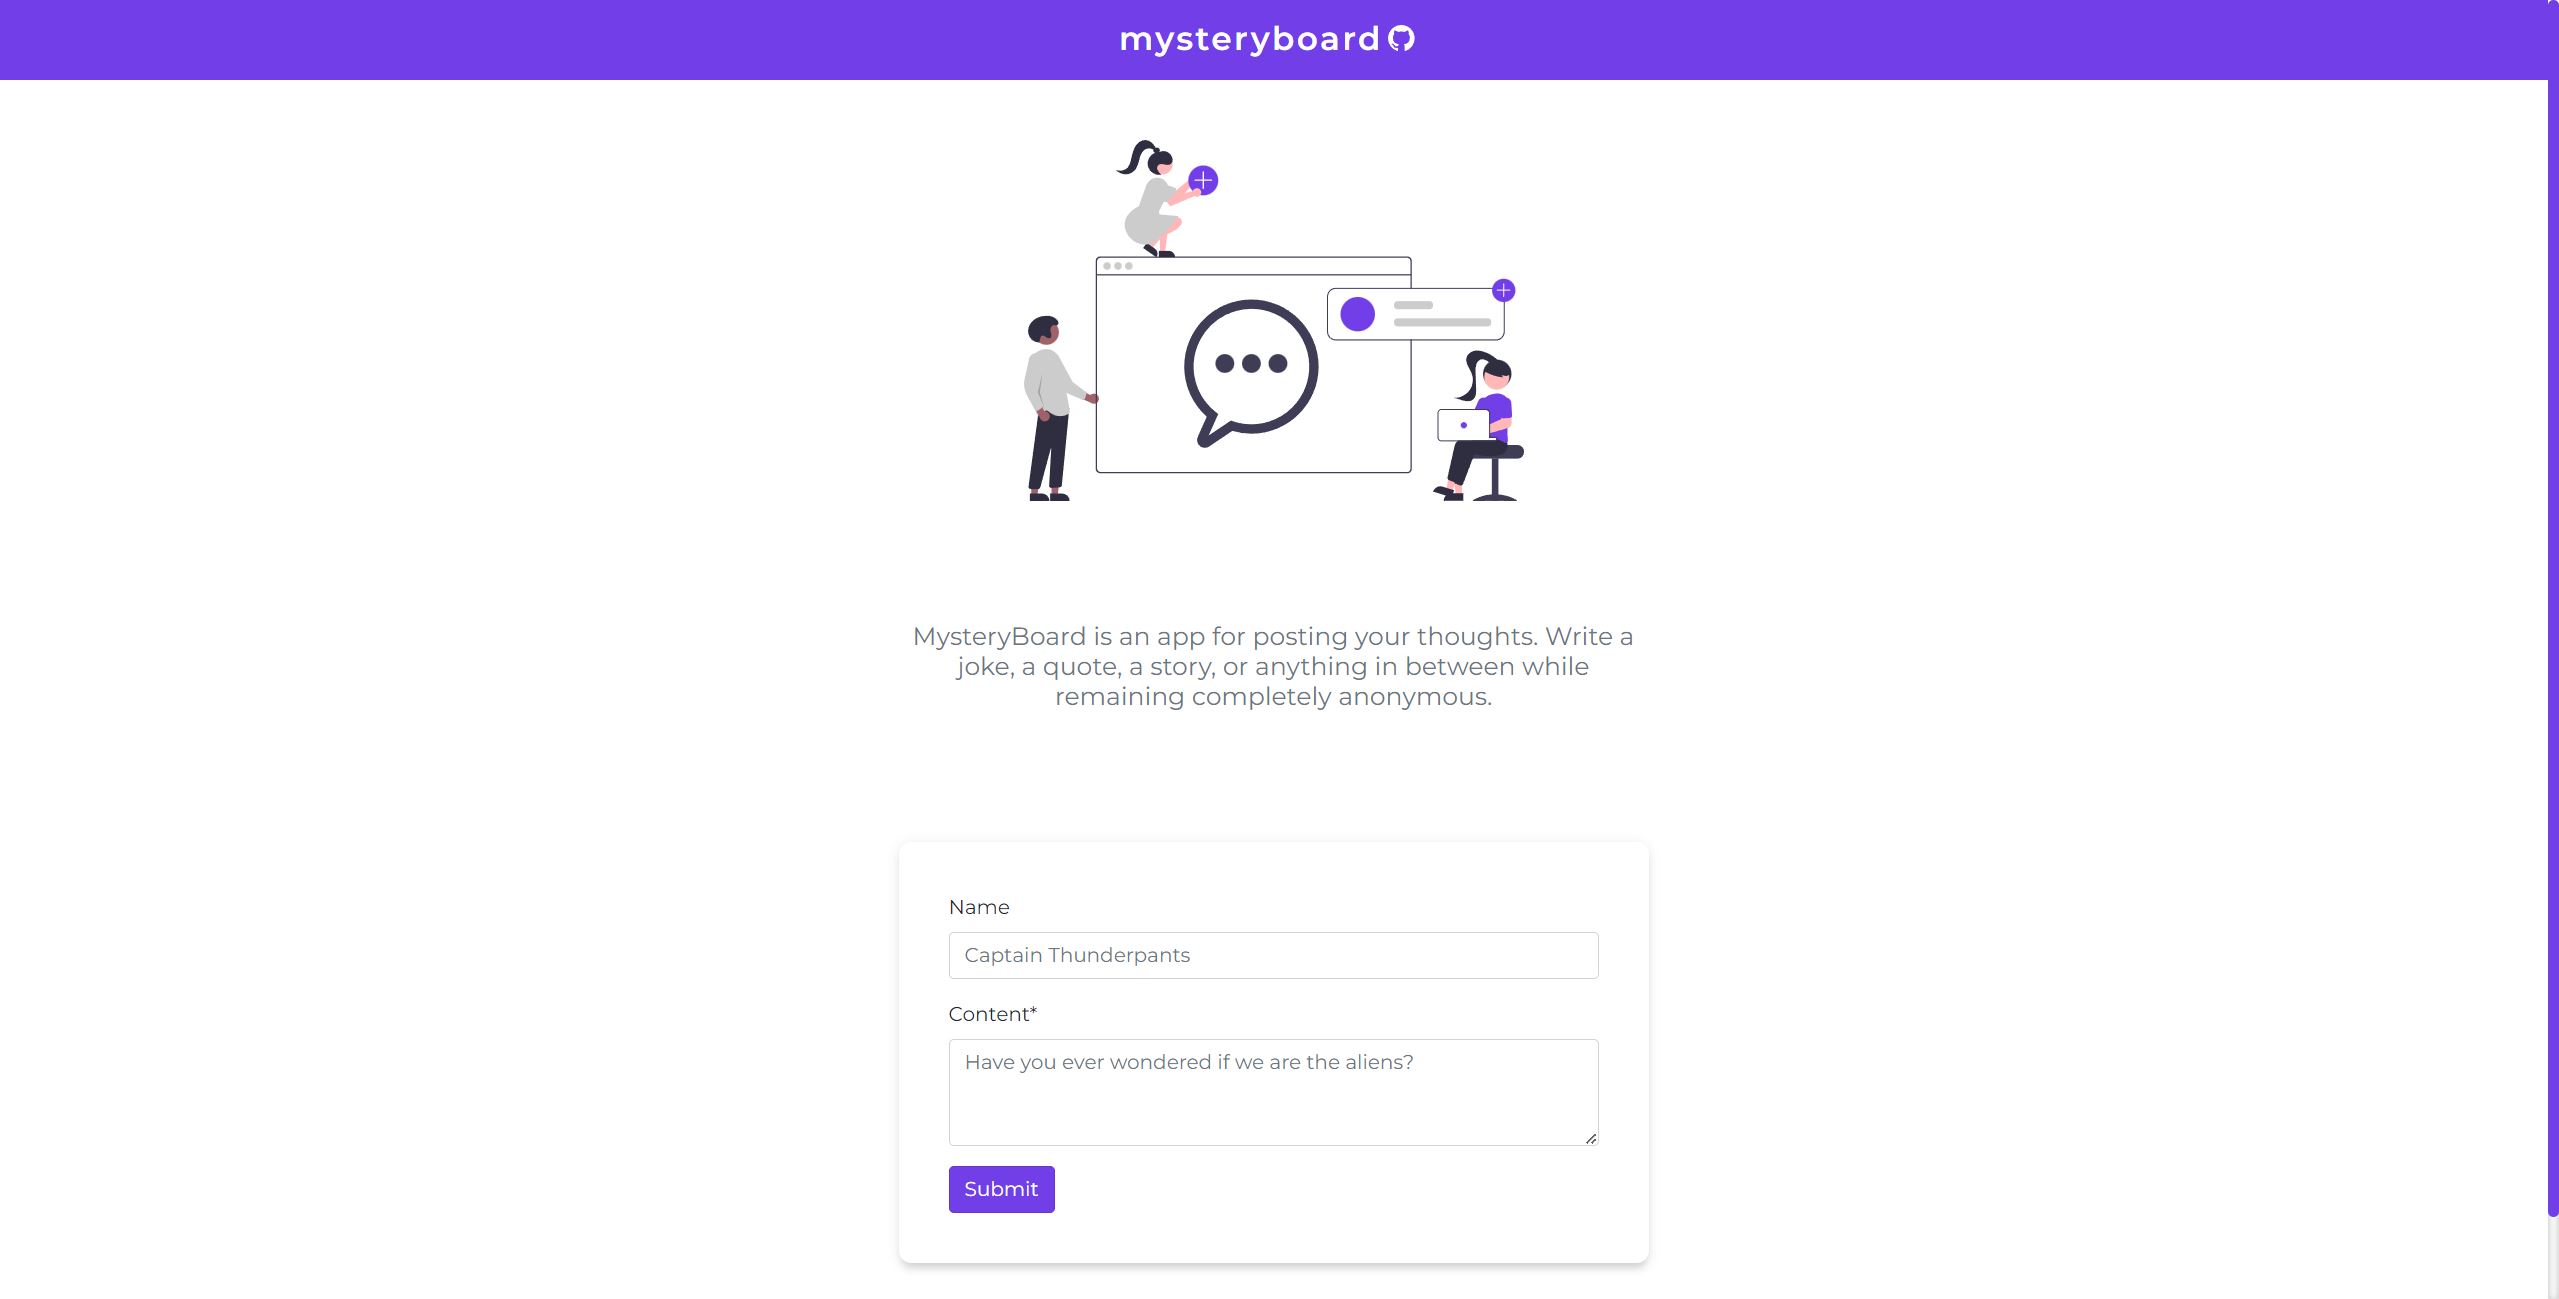 mysteryboard
MysteryBoard is an app for posting your thoughts. Write a
joke, a quote, a story, or anything in between while
remaining completely anonymous.
Name
Captain Thunderpants
Content*
Have you ever wondered if we are the aliens?
Submit